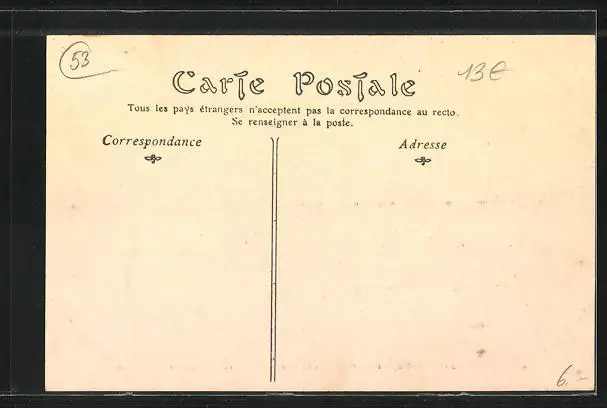 53
13€
Carte Postale
Tous les pays étrangers n'acceptent pas la correspondance au recto.
Se renseigner à la poste.
Correspondance
Adresse
6.-